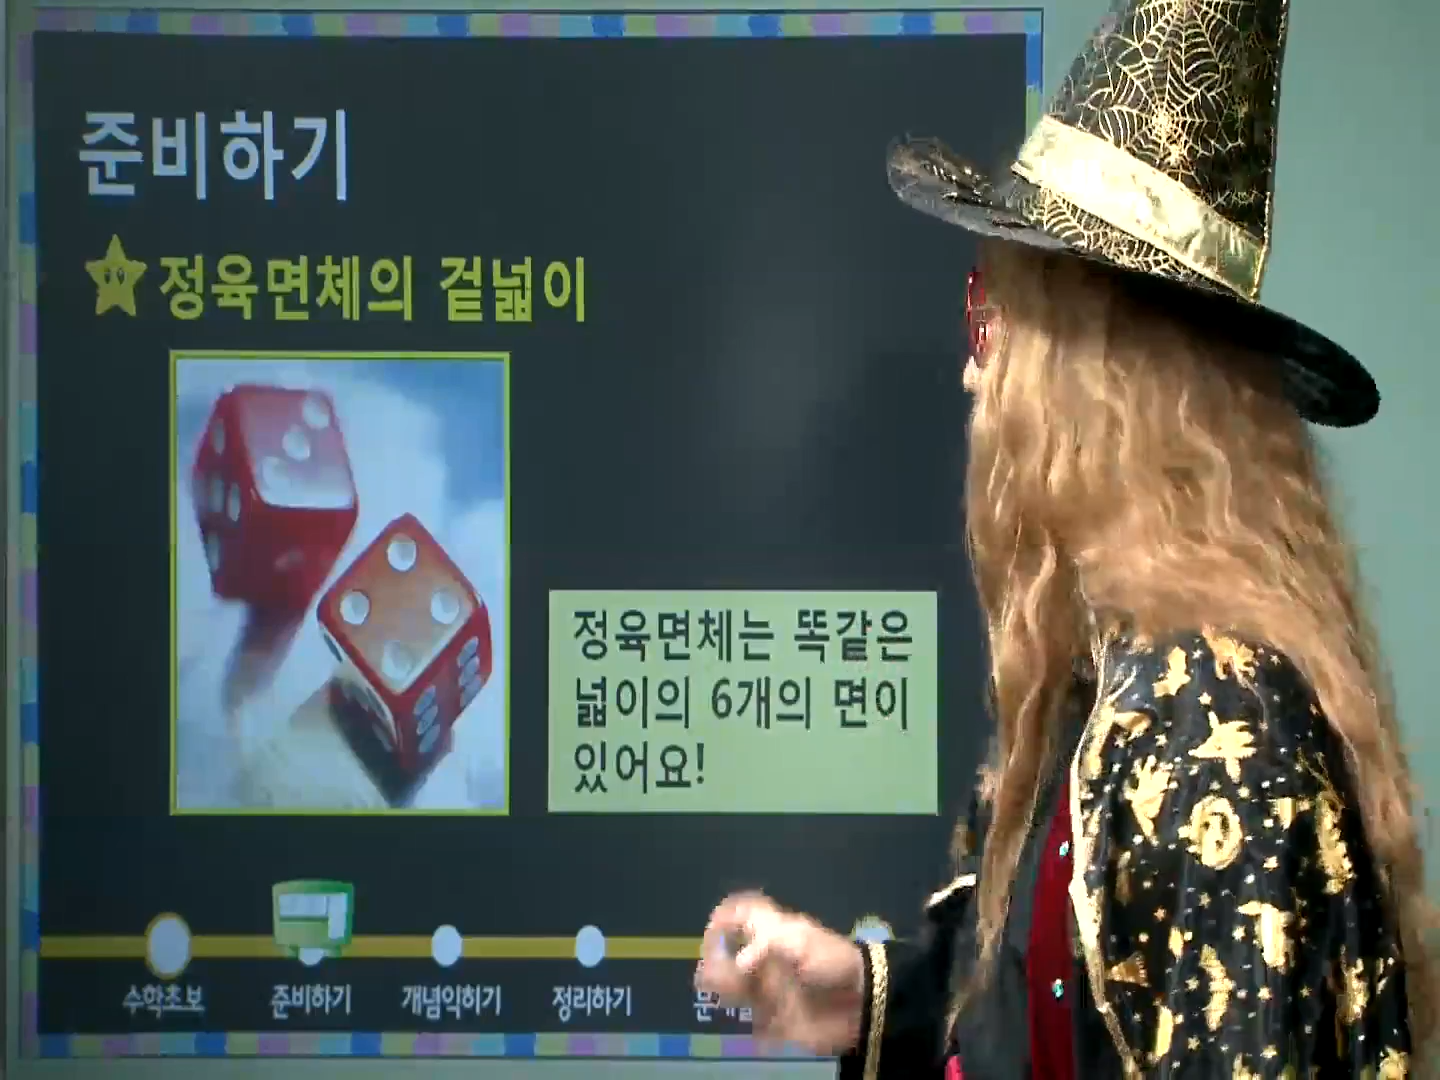 준비하기
정육면체의 겉넓이
정육면체는 똑같은
넓이의 6개의 면이
있어요!
수학초보
준비하기
개념익히기
정리하기